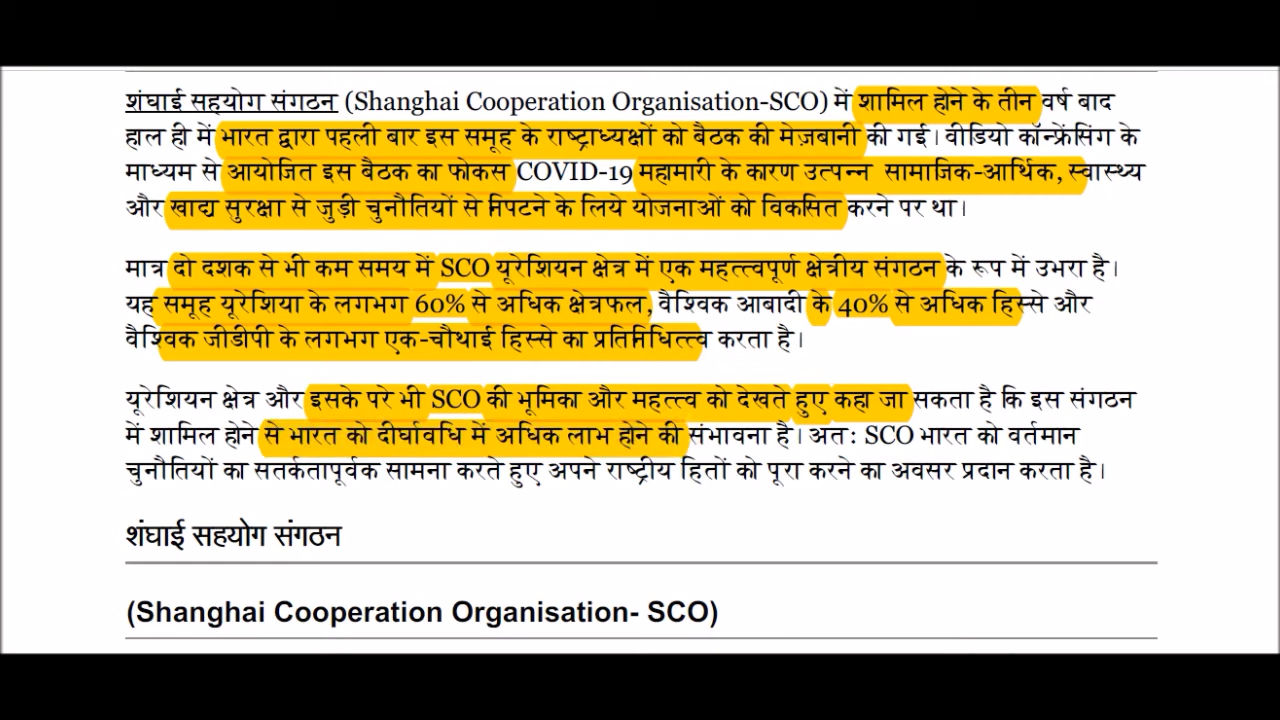 शंघाई सहयोग संगठन (Shanghai Cooperation Organisation-SCO) में शामिल होने के तीन वर्ष बाद
हाल ही में भारत द्वारा पहली बार इस समूह के राष्ट्राध्यक्षों को बैठक की मेज़बानी की गई। वीडियो कॉन्फ्रेंसिंग के
माध्यम से आयोजित इस बैठक का फोकस COVID-19 महामारी के कारण उत्पन्न सामाजिक-आर्थिक, स्वास्थ्य
और खाद्य सुरक्षा से जुड़ी चुनौतियों से निपटने के लिये योजनाओं को विकसित करने पर था।
मात्र दो दशक से भी कम समय में SCO यूरेशियन क्षेत्र में एक महत्त्वपूर्ण क्षेत्रीय संगठन के रूप में उभरा है।
यह समूह यूरेशिया के लगभग 60% से अधिक क्षेत्रफल, वैश्विक आबादी के 40% से अधिक हिस्से और
वैश्विक जीडीपी के लगभग एक-चौथाई हिस्से का प्रतिनिधित्त्व करता है।
यूरेशियन क्षेत्र और इसके परे भी SCO की भूमिका और महत्त्व को देखते हुए कहा जा सकता है कि इस संगठन
में शामिल होने से भारत को दीर्घावधि में अधिक लाभ होने की संभावना है। अतः SCO भारत को वर्तमान
चुनौतियों का सतर्कतापूर्वक सामना करते हुए अपने राष्ट्रीय हितों को पूरा करने का अवसर प्रदान करता है।
शंघाई सहयोग संगठन
(Shanghai Cooperation Organisation- SCO)